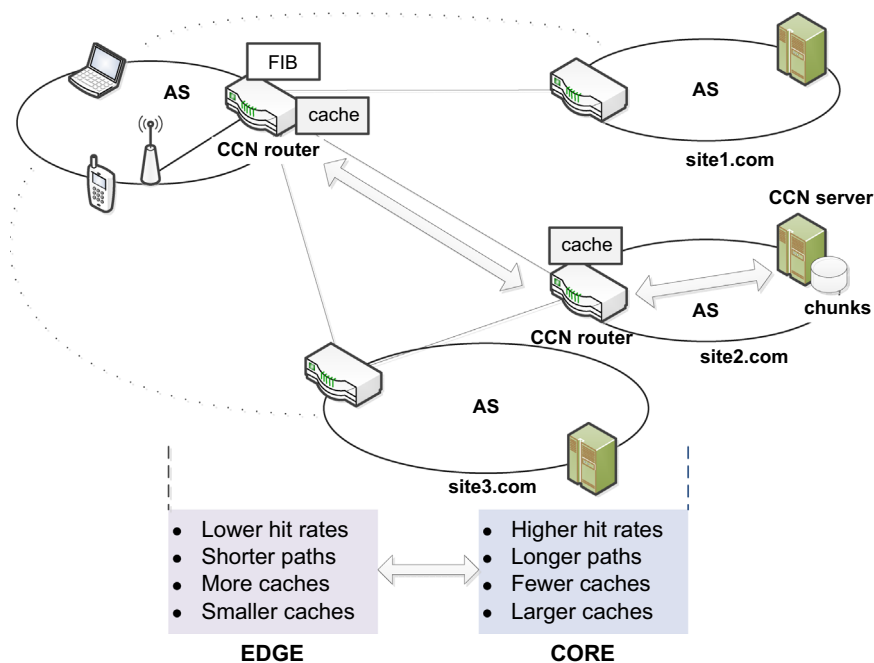 FIB
AS
cache
CCN router
AS
site1.com
CCN server
cache
chunks
AS
CCN router
site2.com
AS
site3.com
• Lower hit rates
• Shorter paths
• More caches
• Smaller caches
EDGE
• Higher hit rates
• Longer paths
• Fewer caches
• Larger caches
CORE